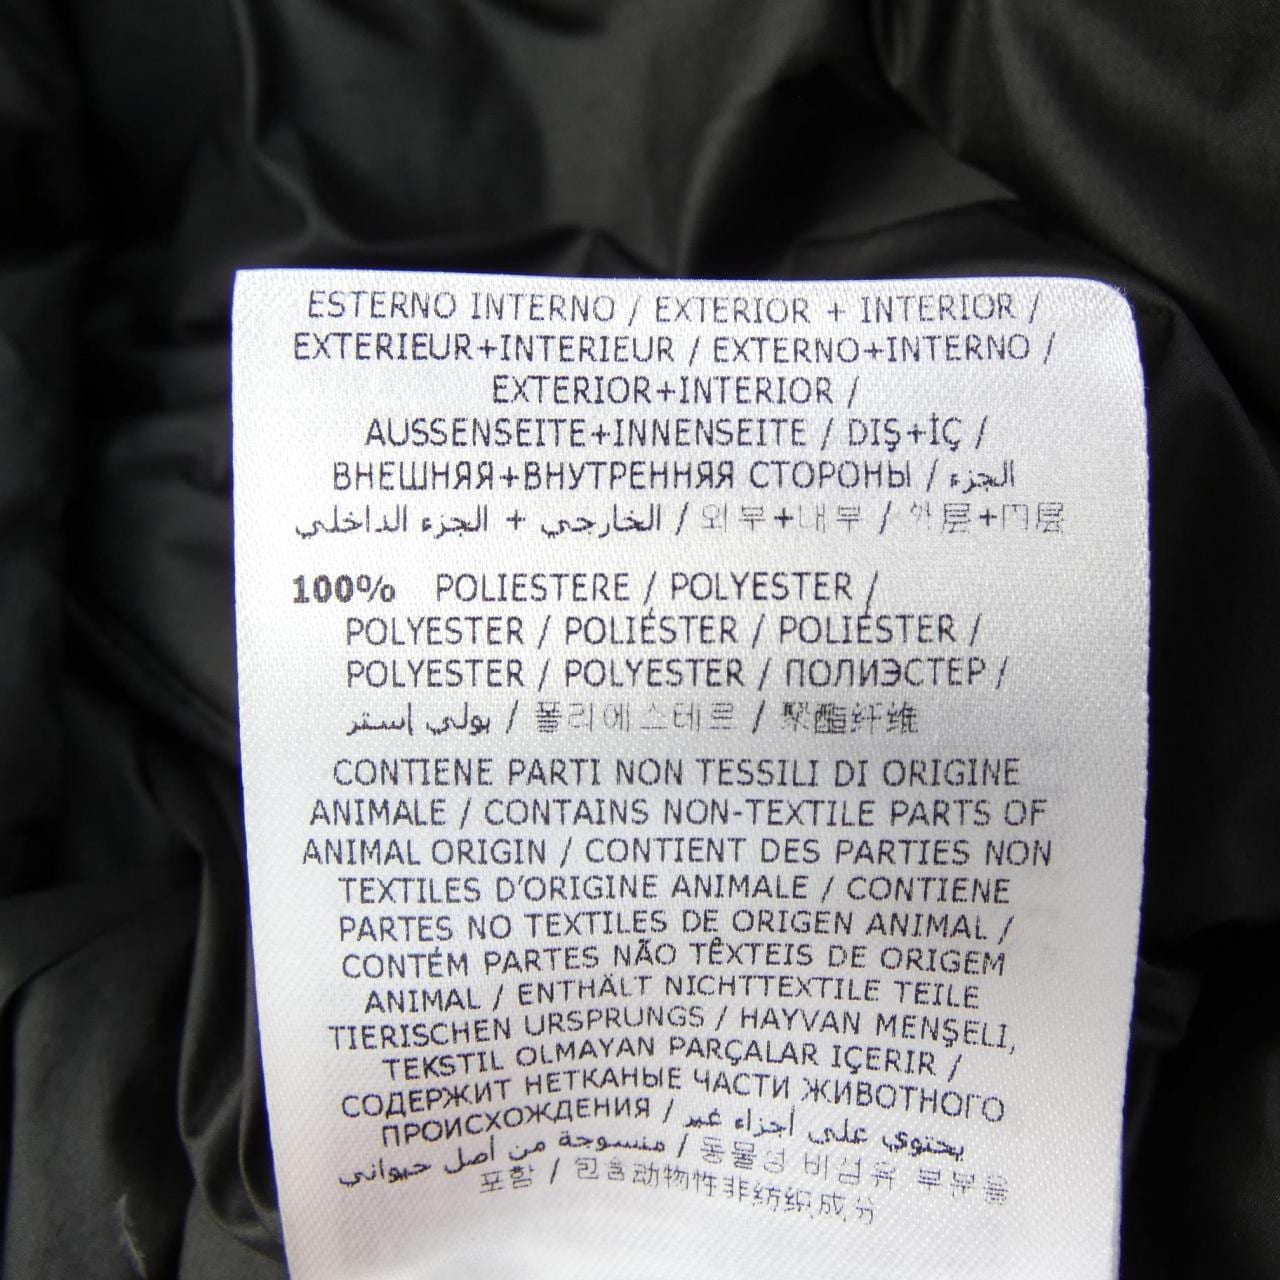 ESTERNO INTERNO / EXTERIOR + INTERIOR /
EXTERIEUR+INTERIEUR / EXTERNO+INTERNO /
EXTERIOR+INTERIOR /
AUSSENSEITE+INNENSEITE / DIŞ+İÇ /
ВНЕШНЯЯ+ВНУТРЕННЯЯ СТОРОНЫ / الجزء
الخارجي + الجزء الداخلي / 외부+내부 / 外层+内层
100% POLIESTERE / POLYESTER /
POLYESTER / POLIÉSTER / POLIÉSTER /
POLYESTER / POLYESTER / ПОЛИЭСТЕР /
بولي إستر / 폴리에스테르 / 聚酯纤维
CONTIENE PARTI NON TESSILI DI ORIGINE
ANIMALE / CONTAINS NON-TEXTILE PARTS OF
ANIMAL ORIGIN / CONTIENT DES PARTIES NON
TEXTILES D'ORIGINE ANIMALE / CONTIENE
PARTES NO TEXTILES DE ORIGEN ANIMAL /
CONTÉM PARTES NÃO TÊXTEIS DE ORIGEM
ANIMAL / ENTHÄLT NICHTTEXTILE TEILE
TIERISCHEN URSPRUNGS / HAYVAN MENŞELI,
TEKSTIL OLMAYAN PARÇALAR IÇERIR /
СОДЕРЖИТ НЕТКАНЫЕ ЧАСТИ ЖИВОТНОГО
ПРОИСХОЖДЕНИЯ / يحتوي على أجزاء غير
منسوجة من أصل حيواني / 동물성 비섬유 부분을
포함 / 包含动物性非纺织成分